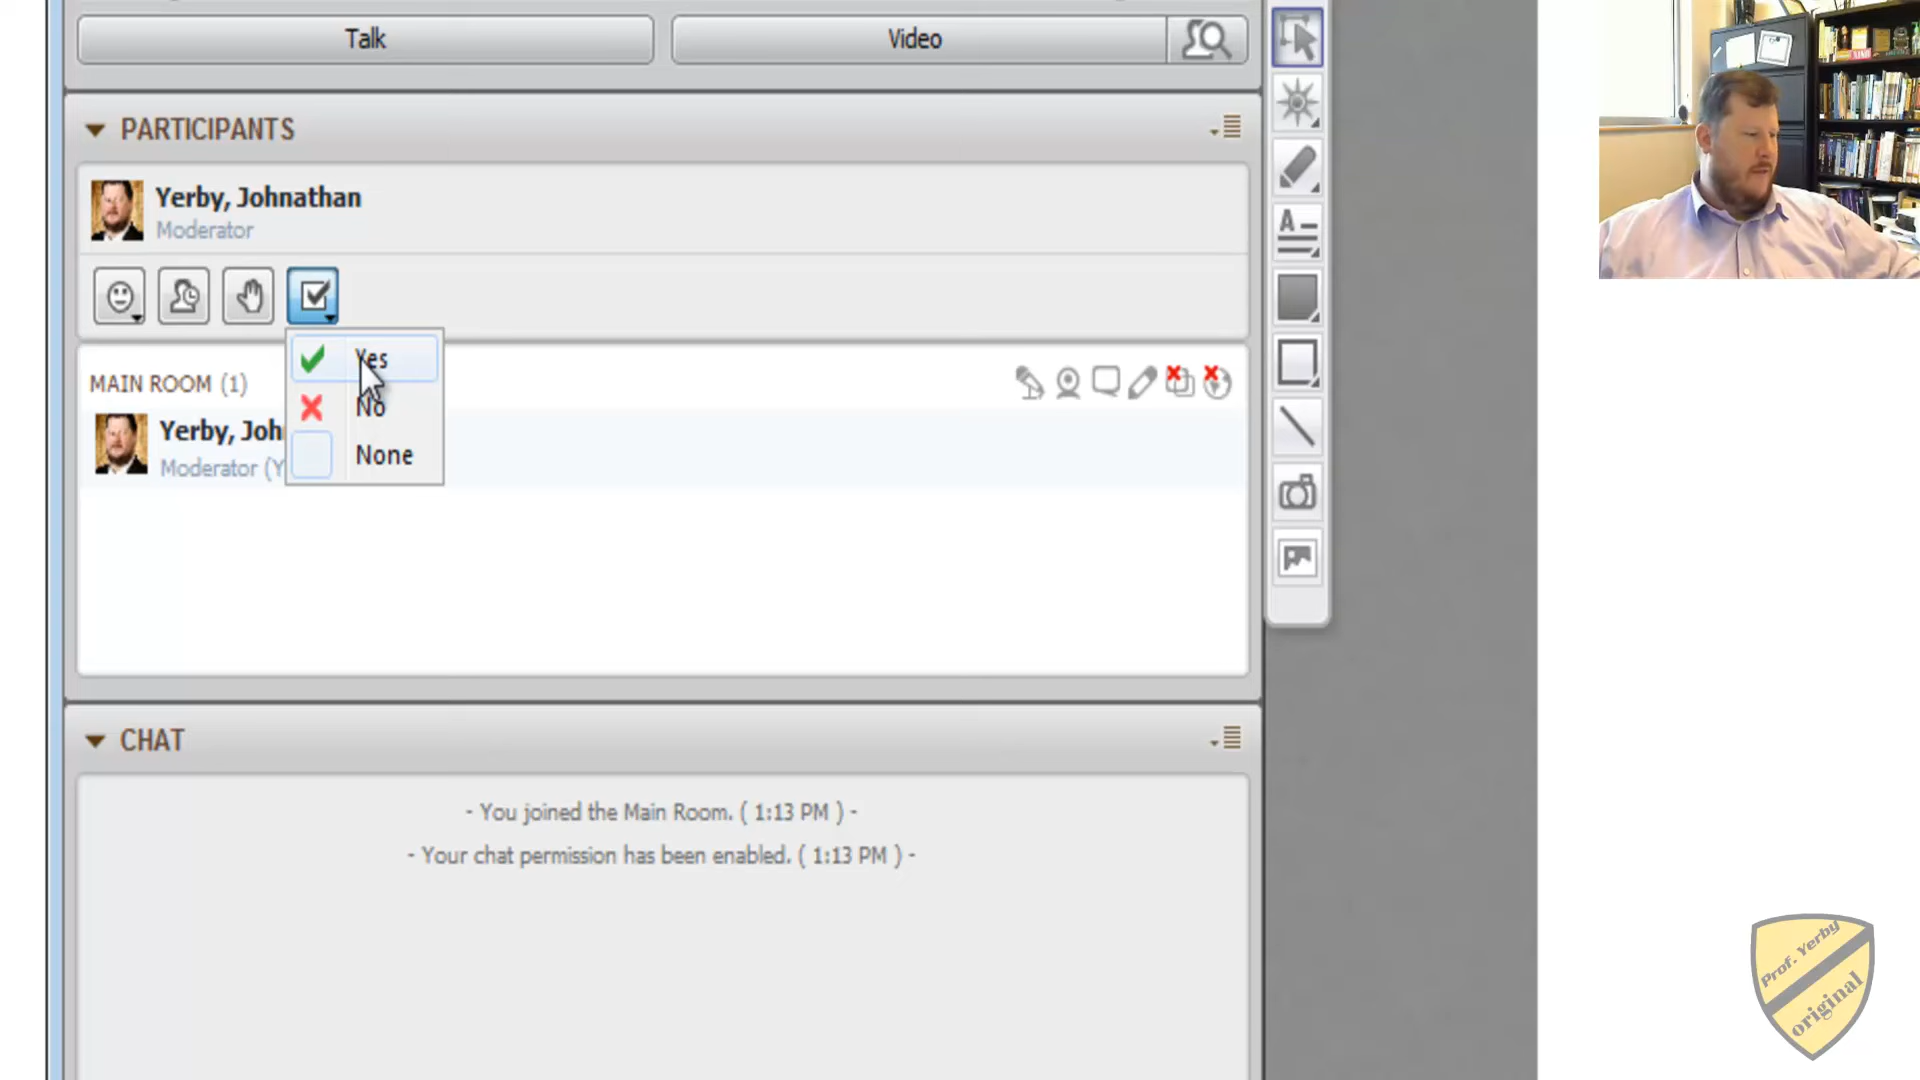 Talk
Video
PARTICIPANTS
Yerby, Johnathan
Moderator
Yes
No
None
MAIN ROOM (1)
Yerby, Joh
Moderator (Y
CHAT
- You joined the Main Room. ( 1:13 PM ) -
- Your chat permission has been enabled. ( 1:13 PM ) -
Prof. Yerby
original